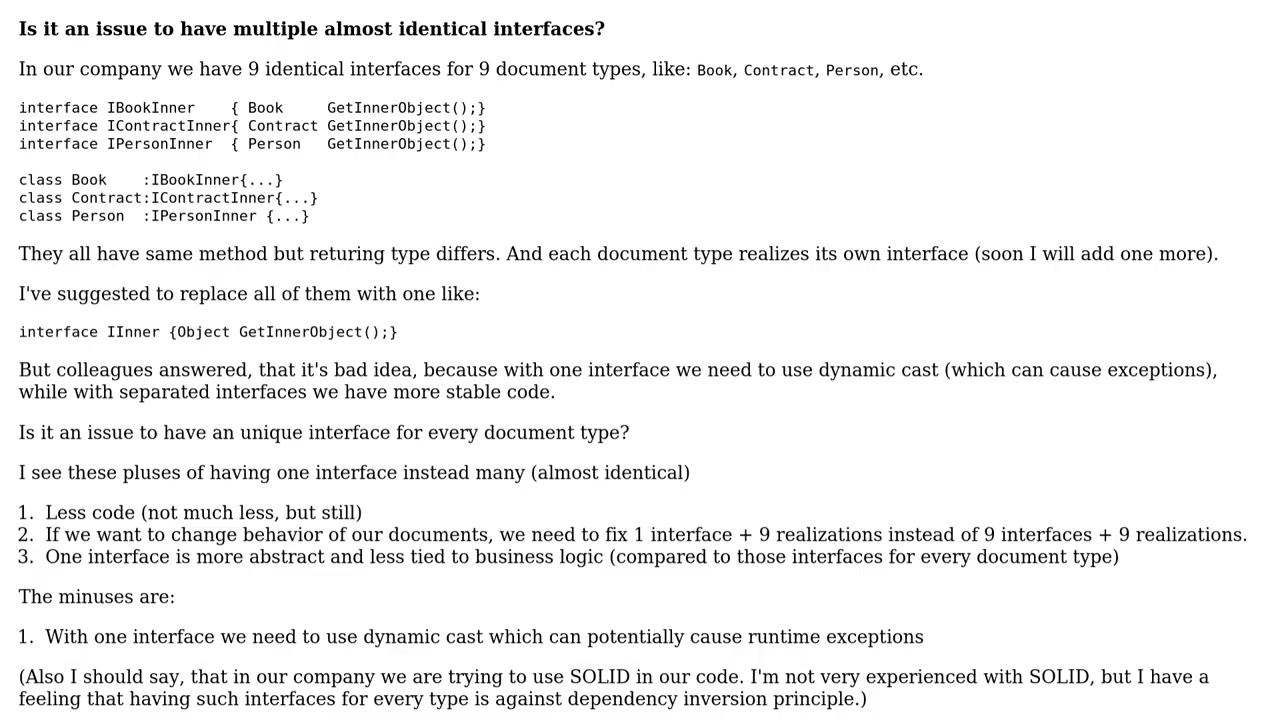 Is it an issue to have multiple almost identical interfaces?
In our company we have 9 identical interfaces for 9 document types, like: Book, Contract, Person, etc.
interface IBookInner    { Book     GetInnerObject();}
interface IContractInner{ Contract GetInnerObject();}
interface IPersonInner  { Person   GetInnerObject();}
class Book    :IBookInner{...}
class Contract:IContractInner{...}
class Person  :IPersonInner {...}
They all have same method but returing type differs. And each document type realizes its own interface (soon I will add one more).
I've suggested to replace all of them with one like:
interface IInner {Object GetInnerObject();}
But colleagues answered, that it's bad idea, because with one interface we need to use dynamic cast (which can cause exceptions),
while with separated interfaces we have more stable code.
Is it an issue to have an unique interface for every document type?
I see these pluses of having one interface instead many (almost identical)
1. Less code (not much less, but still)
2. If we want to change behavior of our documents, we need to fix 1 interface + 9 realizations instead of 9 interfaces + 9 realizations.
3. One interface is more abstract and less tied to business logic (compared to those interfaces for every document type)
The minuses are:
1. With one interface we need to use dynamic cast which can potentially cause runtime exceptions
(Also I should say, that in our company we are trying to use SOLID in our code. I'm not very experienced with SOLID, but I have a
feeling that having such interfaces for every type is against dependency inversion principle.)